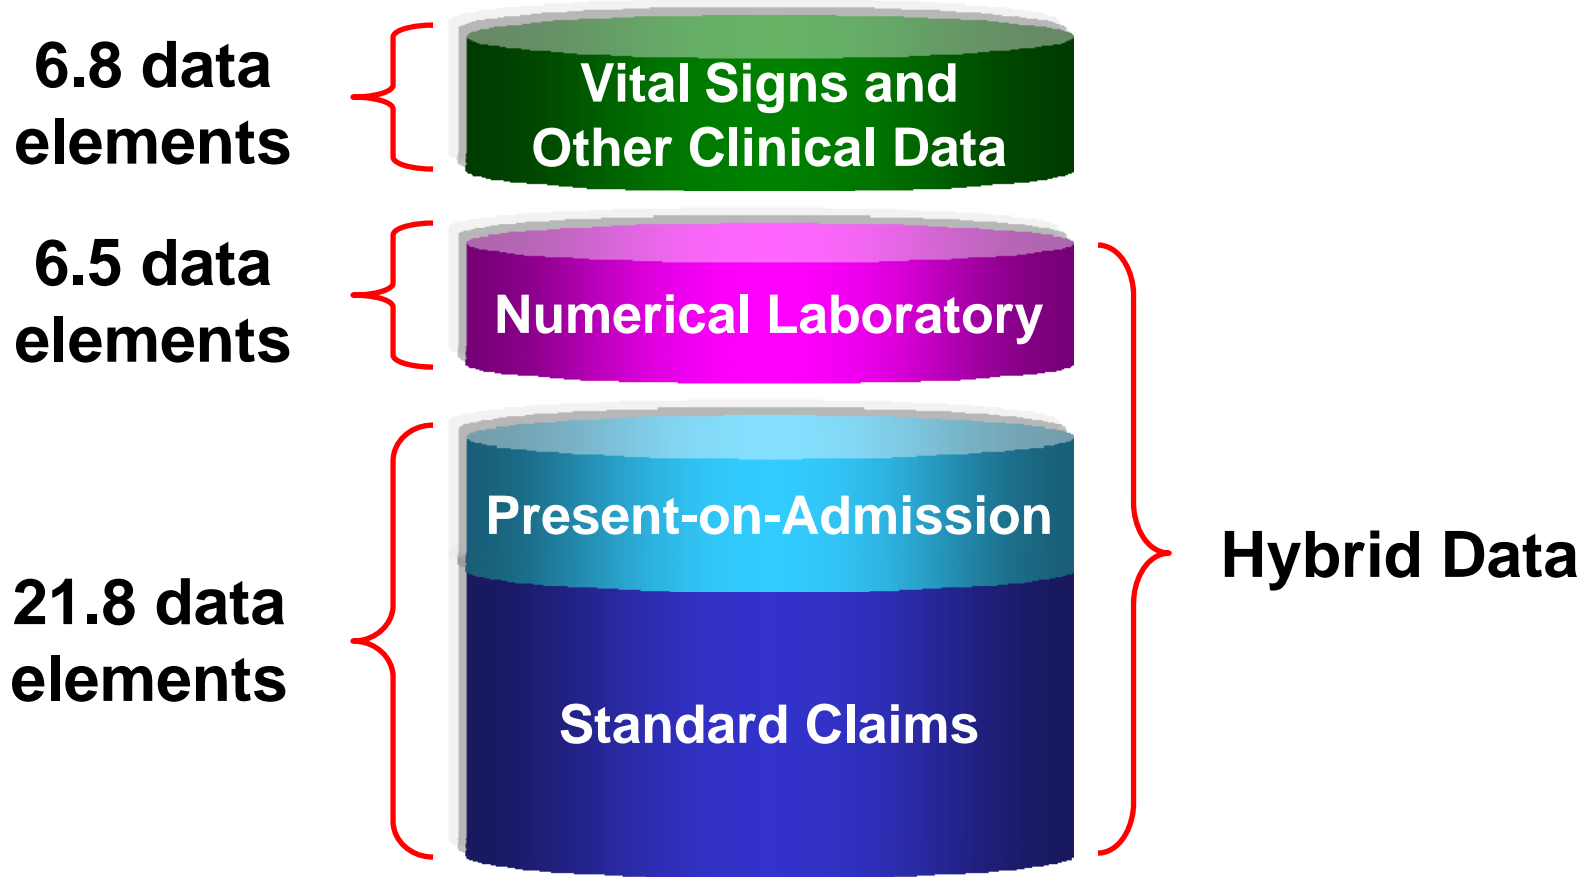 6.8 data
elements
Vital Signs and
Other Clinical Data
6.5 data
elements
Numerical Laboratory
Present-on-Admission
21.8 data
elements
Standard Claims
Hybrid Data